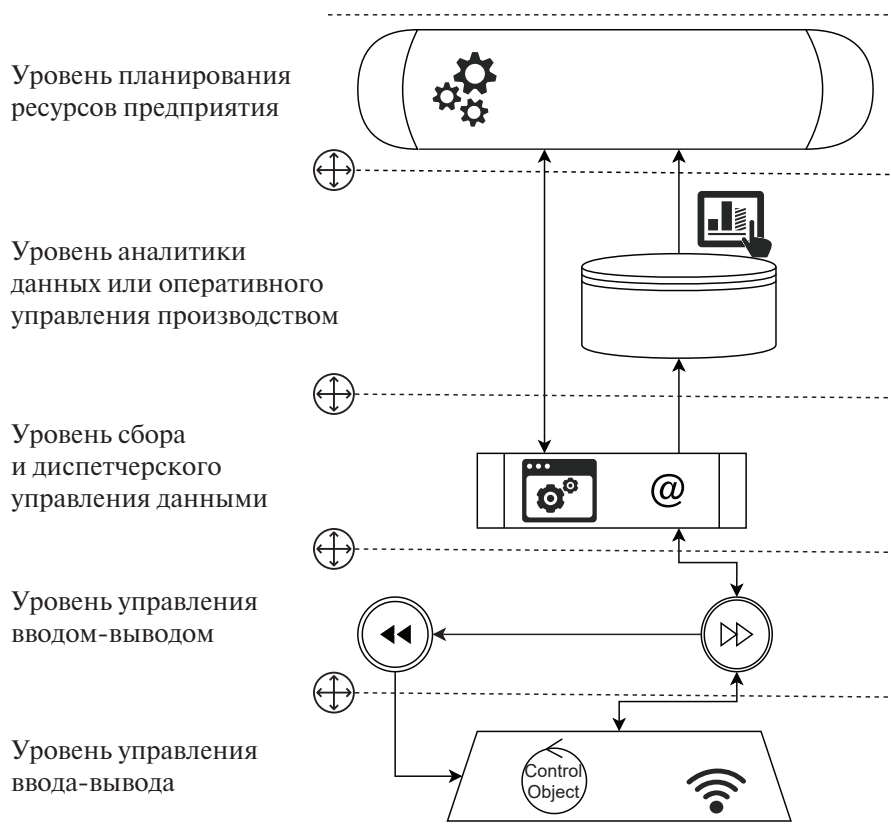 Уровень планирования
ресурсов предприятия
Уровень аналитики
данных или оперативного
управления производством
Уровень сбора
и диспетчерского
управления данными
@
Уровень управления
вводом-выводом
Уровень управления
ввода-вывода
Control
Object